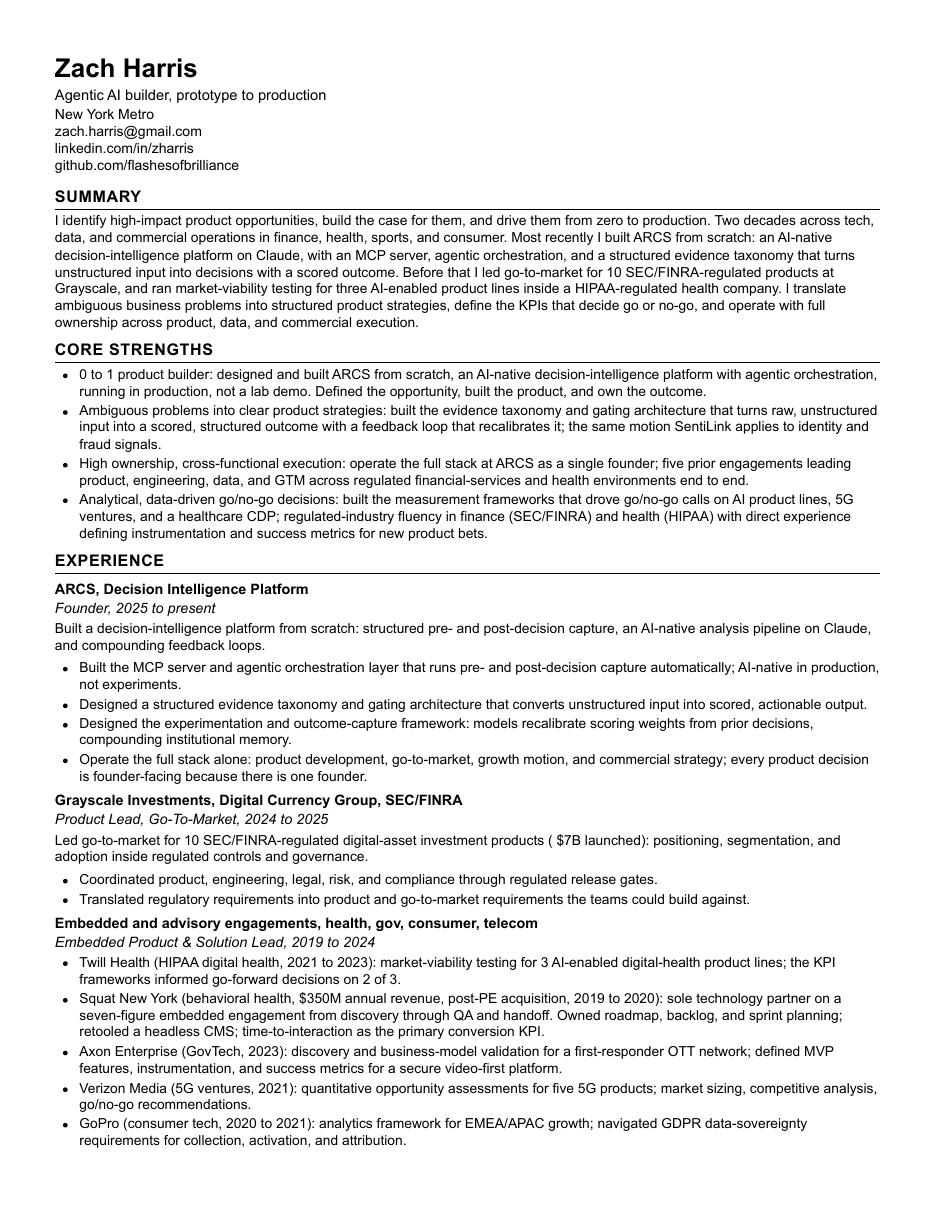 Zach Harris
Agentic AI builder, prototype to production
New York Metro
zach.harris@gmail.com
linkedin.com/in/zharris
github.com/flashesofbrilliance
SUMMARY
I identify high-impact product opportunities, build the case for them, and drive them from zero to production. Two decades across tech,
data, and commercial operations in finance, health, sports, and consumer. Most recently I built ARCS from scratch: an AI-native
decision-intelligence platform on Claude, with an MCP server, agentic orchestration, and a structured evidence taxonomy that turns
unstructured input into decisions with a scored outcome. Before that I led go-to-market for 10 SEC/FINRA-regulated products at
Grayscale, and ran market-viability testing for three AI-enabled product lines inside a HIPAA-regulated health company. I translate
ambiguous business problems into structured product strategies, define the KPIs that decide go or no-go, and operate with full
ownership across product, data, and commercial execution.
CORE STRENGTHS
• 0 to 1 product builder: designed and built ARCS from scratch, an AI-native decision-intelligence platform with agentic orchestration,
running in production, not a lab demo. Defined the opportunity, built the product, and own the outcome.
• Ambiguous problems into clear product strategies: built the evidence taxonomy and gating architecture that turns raw, unstructured
input into a scored, structured outcome with a feedback loop that recalibrates it; the same motion SentiLink applies to identity and
fraud signals.
• High ownership, cross-functional execution: operate the full stack at ARCS as a single founder; five prior engagements leading
product, engineering, data, and GTM across regulated financial-services and health environments end to end.
• Analytical, data-driven go/no-go decisions: built the measurement frameworks that drove go/no-go calls on AI product lines, 5G
ventures, and a healthcare CDP; regulated-industry fluency in finance (SEC/FINRA) and health (HIPAA) with direct experience
defining instrumentation and success metrics for new product bets.
EXPERIENCE
ARCS, Decision Intelligence Platform
Founder, 2025 to present
Built a decision-intelligence platform from scratch: structured pre- and post-decision capture, an AI-native analysis pipeline on Claude,
and compounding feedback loops.
• Built the MCP server and agentic orchestration layer that runs pre- and post-decision capture automatically; AI-native in production,
not experiments.
• Designed a structured evidence taxonomy and gating architecture that converts unstructured input into scored, actionable output.
• Designed the experimentation and outcome-capture framework: models recalibrate scoring weights from prior decisions,
compounding institutional memory.
• Operate the full stack alone: product development, go-to-market, growth motion, and commercial strategy; every product decision
is founder-facing because there is one founder.
Grayscale Investments, Digital Currency Group, SEC/FINRA
Product Lead, Go-To-Market, 2024 to 2025
Led go-to-market for 10 SEC/FINRA-regulated digital-asset investment products ( $7B launched): positioning, segmentation, and
adoption inside regulated controls and governance.
• Coordinated product, engineering, legal, risk, and compliance through regulated release gates.
• Translated regulatory requirements into product and go-to-market requirements the teams could build against.
Embedded and advisory engagements, health, gov, consumer, telecom
Embedded Product & Solution Lead, 2019 to 2024
• Twill Health (HIPAA digital health, 2021 to 2023): market-viability testing for 3 AI-enabled digital-health product lines; the KPI
frameworks informed go-forward decisions on 2 of 3.
• Squat New York (behavioral health, $350M annual revenue, post-PE acquisition, 2019 to 2020): sole technology partner on a
seven-figure embedded engagement from discovery through QA and handoff. Owned roadmap, backlog, and sprint planning;
retooled a headless CMS; time-to-interaction as the primary conversion KPI.
• Axon Enterprise (GovTech, 2023): discovery and business-model validation for a first-responder OTT network; defined MVP
features, instrumentation, and success metrics for a secure video-first platform.
• Verizon Media (5G ventures, 2021): quantitative opportunity assessments for five 5G products; market sizing, competitive analysis,
go/no-go recommendations.
• GoPro (consumer tech, 2020 to 2021): analytics framework for EMEA/APAC growth; navigated GDPR data-sovereignty
requirements for collection, activation, and attribution.